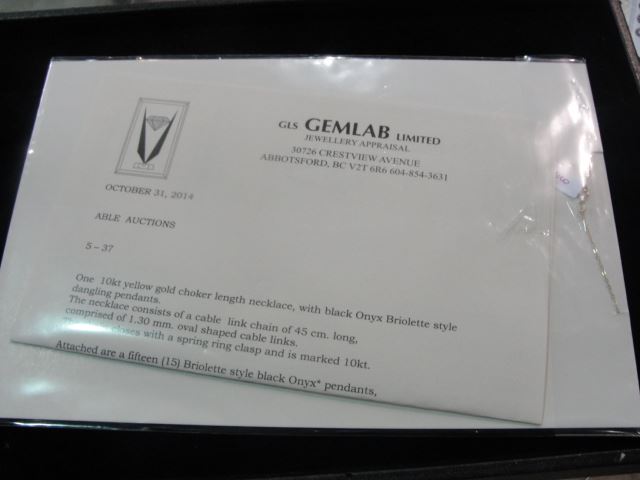 GLS GEMLAB LIMITED
JEWELLERY APPRAISAL
30726 CRESTVIEW AVENUE
ABBOTSFORD, BC V2T 6R6 604-854-3631
OCTOBER 31, 2014
ABLE AUCTIONS
5 – 37
One 10kt yellow gold choker length necklace, with black Onyx Briolette style
dangling pendants.
The necklace consists of a cable link chain of 45 cm. long,
comprised of 1.30 mm. oval shaped cable links.
closes with a spring ring clasp and is marked 10kt.
Attached are a fifteen (15) Briolette style black Onyx* pendants,